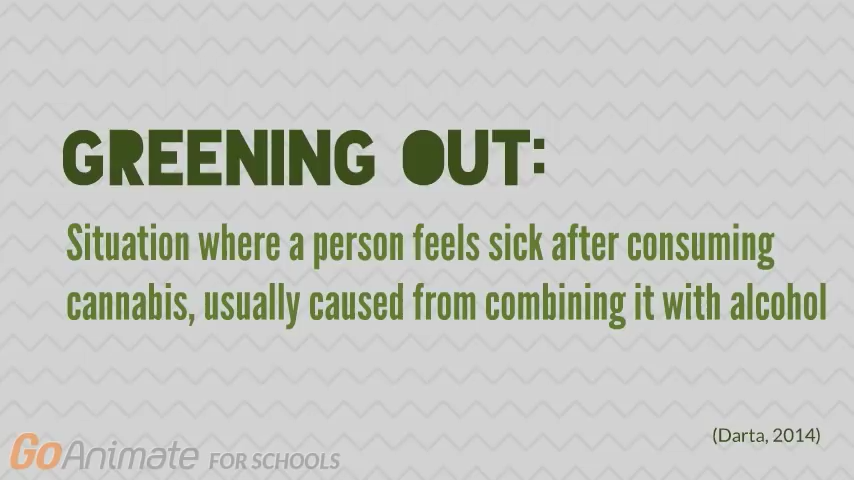 GREENING OUT:
Situation where a person feels sick after consuming
cannabis, usually caused from combining it with alcohol
(Darta, 2014)
GoAnimate FOR SCHOOLS